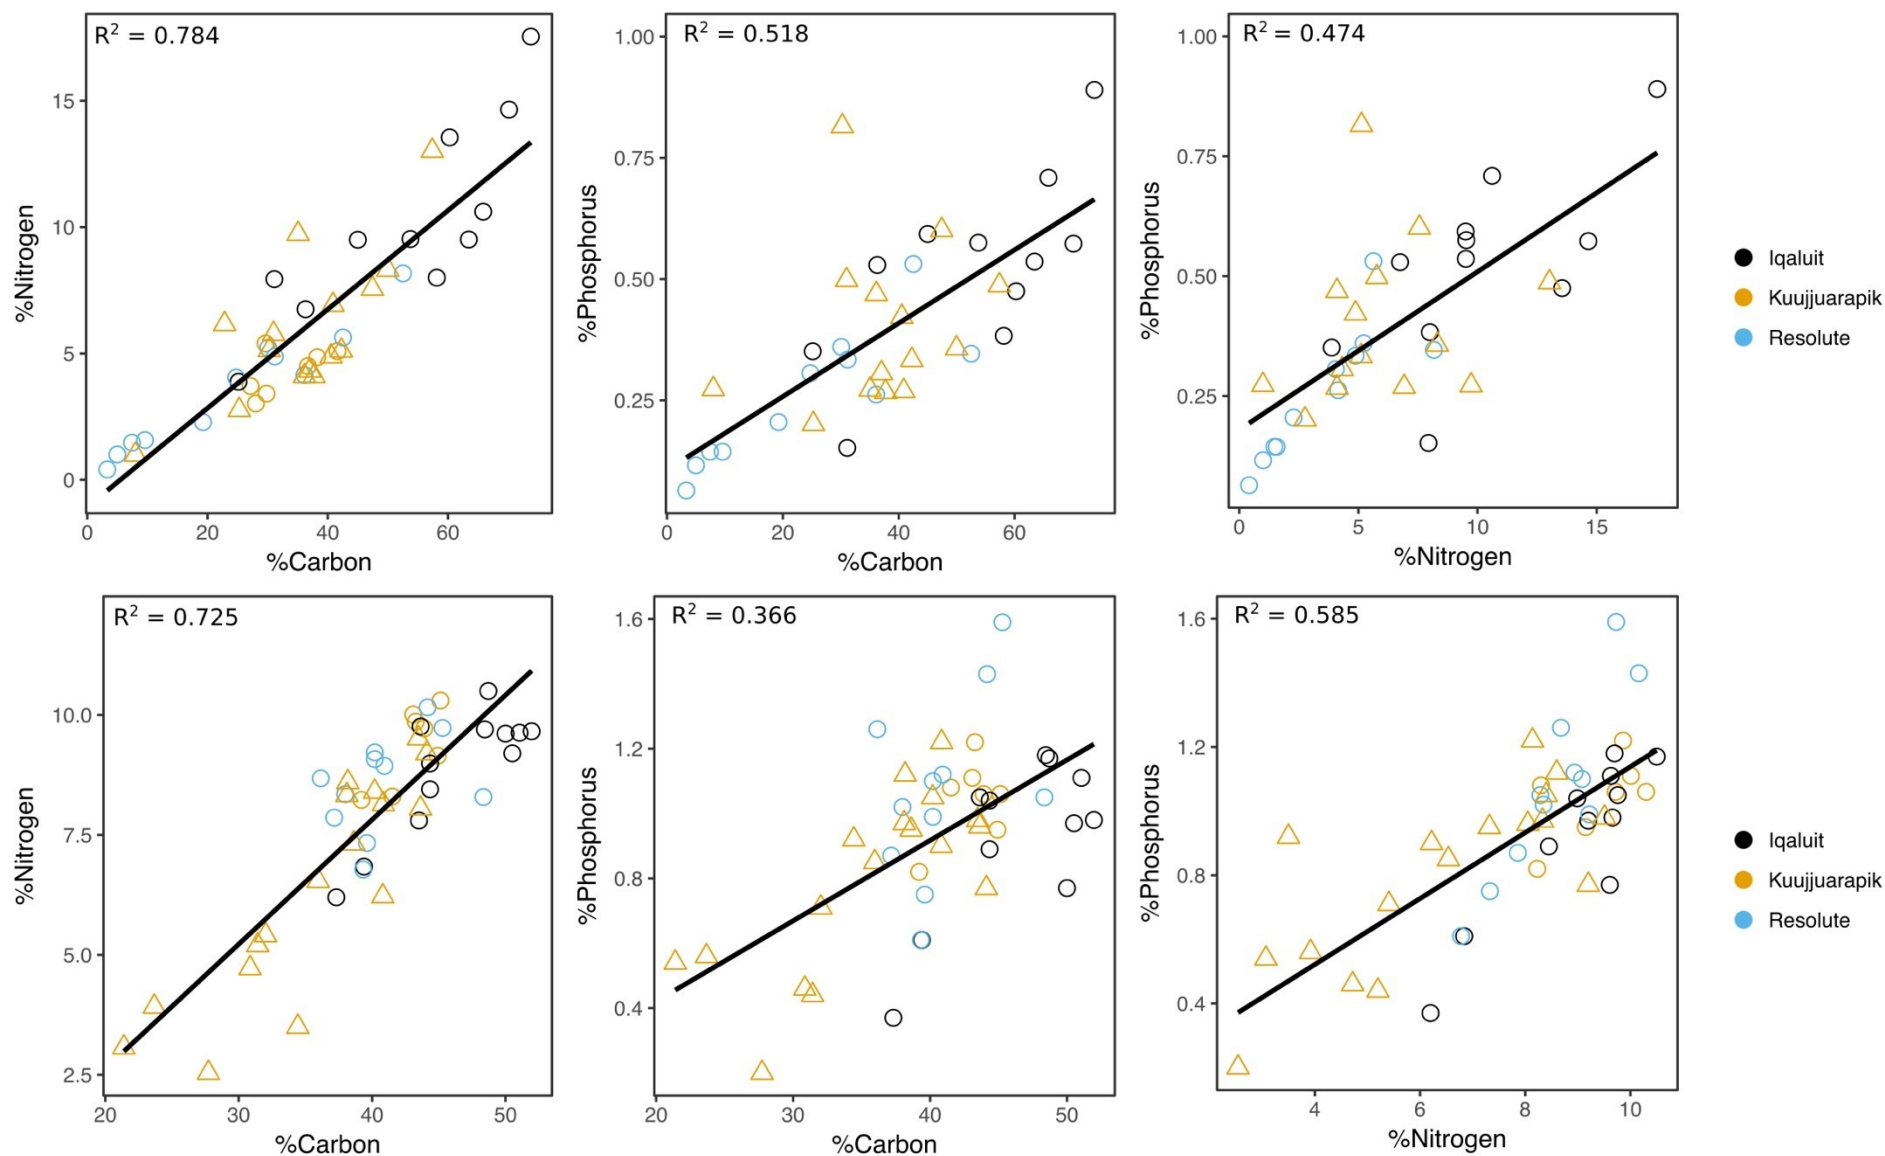 R² = 0.784
15
10
5
0
%Nitrogen
0 20 40 60
%Carbon
R² = 0.518
1.00
0.75
0.50
0.25
%Phosphorus
0 20 40 60
%Carbon
R² = 0.474
1.00
0.75
0.50
0.25
%Phosphorus
0 5 10 15
%Nitrogen
Iqaluit
Kuujjuarapik
Resolute
R² = 0.725
10.0
7.5
5.0
2.5
%Nitrogen
20 30 40 50
%Carbon
R² = 0.366
1.6
1.2
0.8
0.4
%Phosphorus
20 30 40 50
%Carbon
R² = 0.585
1.6
1.2
0.8
0.4
%Phosphorus
4 6 8 10
%Nitrogen
Iqaluit
Kuujjuarapik
Resolute